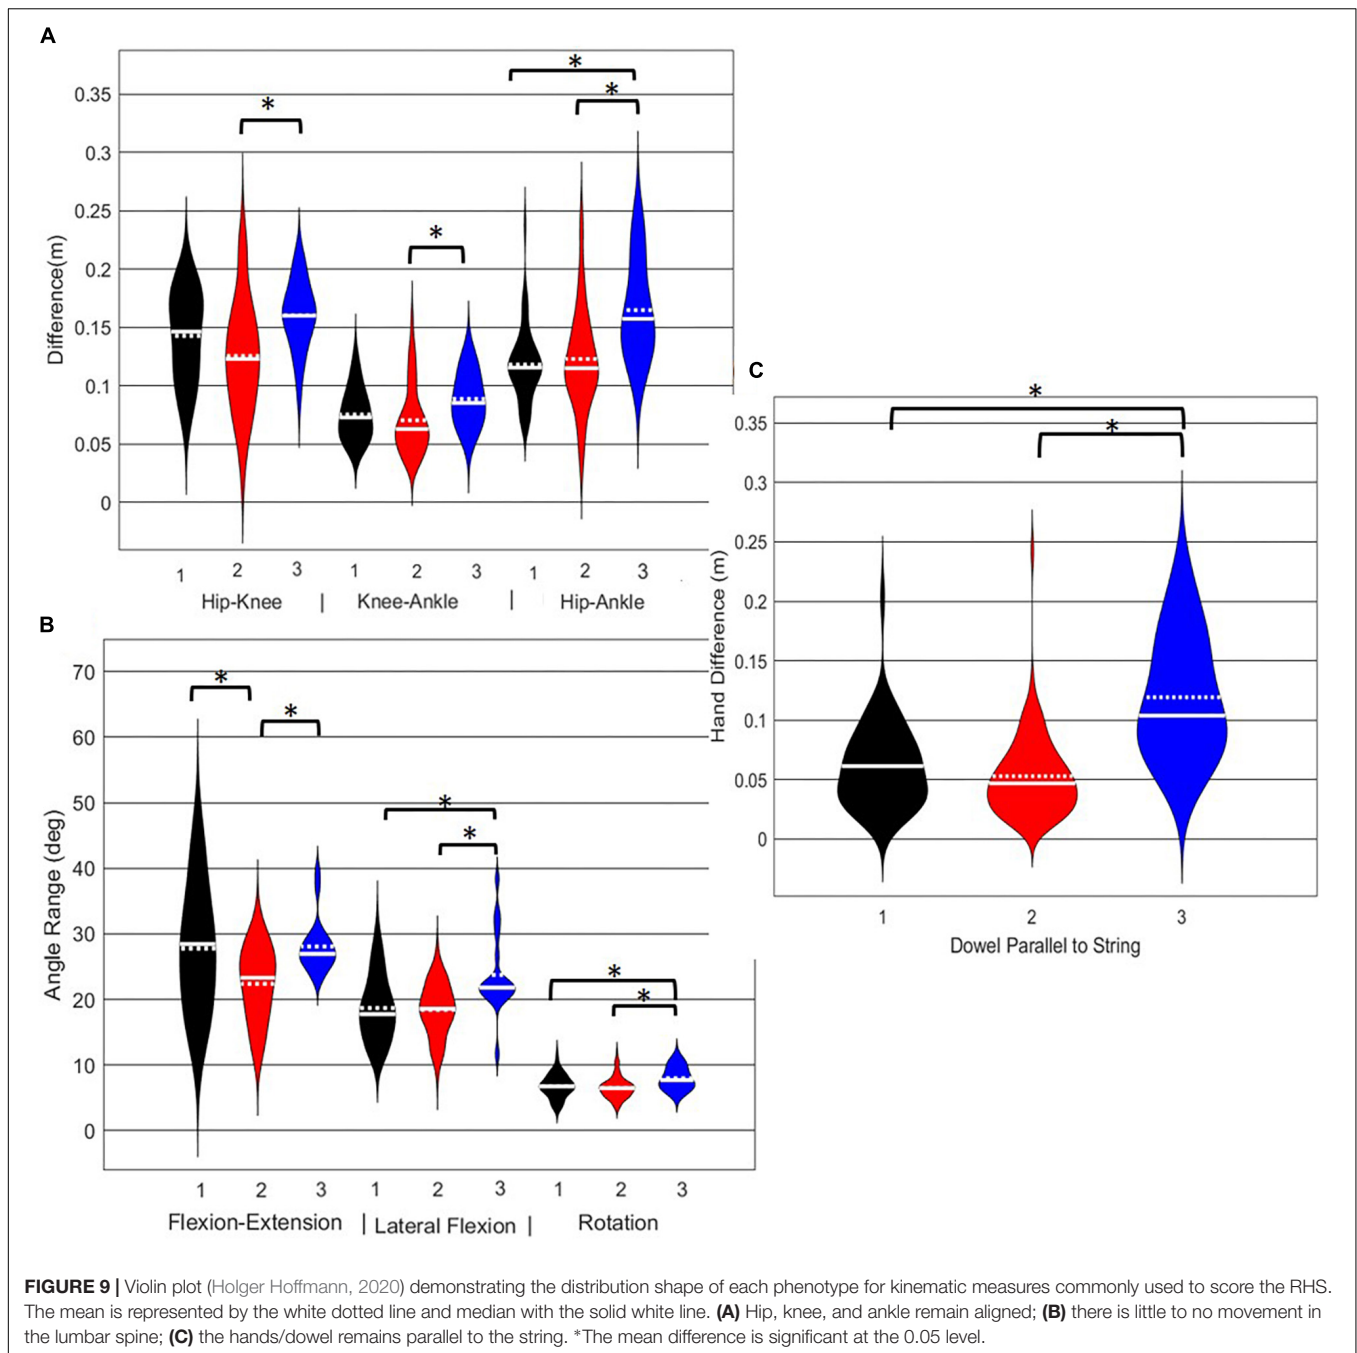 A
*
*
*
*
0.35
0.3
0.25
0.2
0.15
0.1
0.05
0
Difference(m)
1 2 3 1 2 3 1 2 3
Hip-Knee | Knee-Ankle | Hip-Ankle
B
*
*
*
*
*
*
70
60
50
40
30
20
10
0
Angle Range (deg)
1 2 3 1 2 3 1 2 3
Flexion-Extension | Lateral Flexion | Rotation
C
*
*
0.35
0.3
0.25
0.2
0.15
0.1
0.05
0
Hand Difference (m)
1 2 3
Dowel Parallel to String
FIGURE 9 | Violin plot (Holger Hoffmann, 2020) demonstrating the distribution shape of each phenotype for kinematic measures commonly used to score the RHS.
The mean is represented by the white dotted line and median with the solid white line. (A) Hip, knee, and ankle remain aligned; (B) there is little to no movement in
the lumbar spine; (C) the hands/dowel remains parallel to the string. *The mean difference is significant at the 0.05 level.